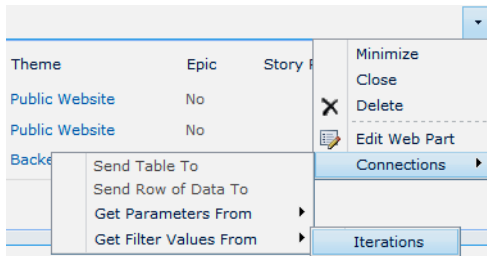 Theme Epic Story
Public Website No
Public Website No
Backe
Minimize
Close
Delete
Edit Web Part
Connections
Send Table To
Send Row of Data To
Get Parameters From
Get Filter Values From
Iterations